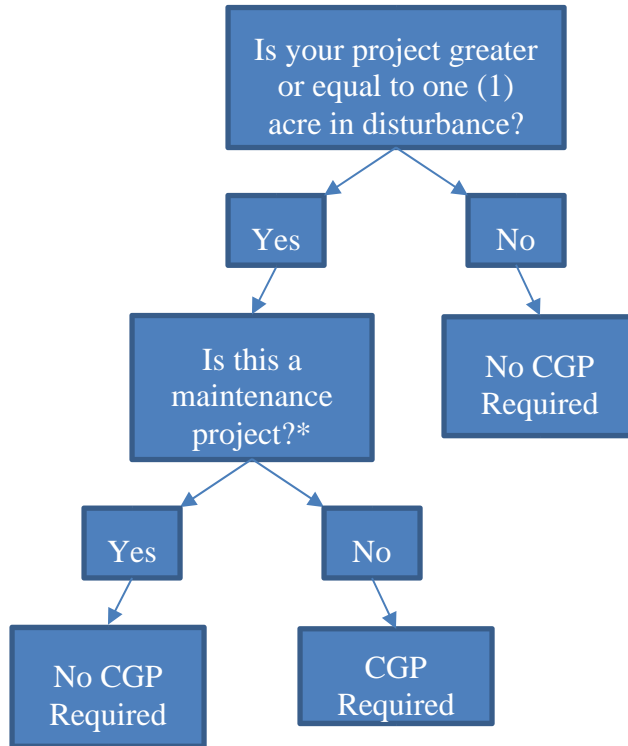 Is your project greater
or equal to one (1)
acre in disturbance?
Yes
No
Is this a
maintenance
project?*
No CGP
Required
Yes
No
No CGP
Required
CGP
Required